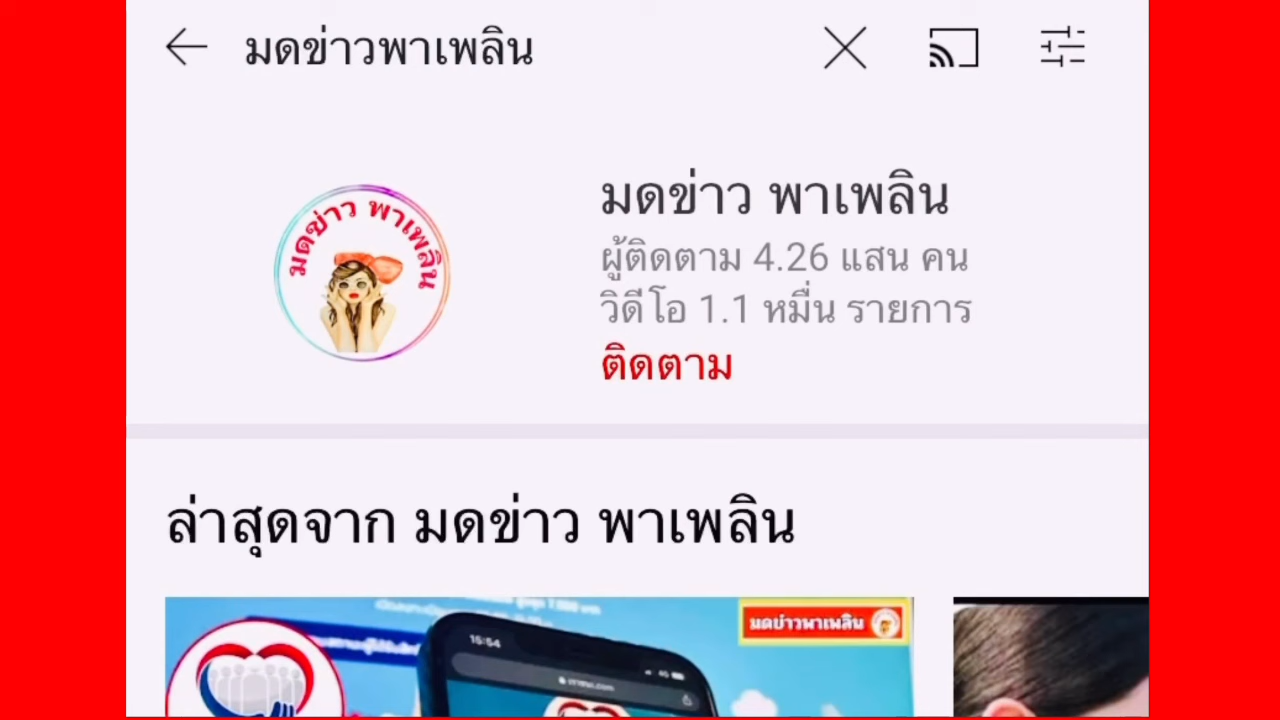 มดข่าวพาเพลิน
มดข่าว พาเพลิน
มดข่าว พาเพลิน
ผู้ติดตาม 4.26 แสน คน
วิดีโอ 1.1 หมื่น รายการ
ติดตาม
ล่าสุดจาก มดข่าว พาเพลิน
มดข่าวพาเพลิน
15:54
4G